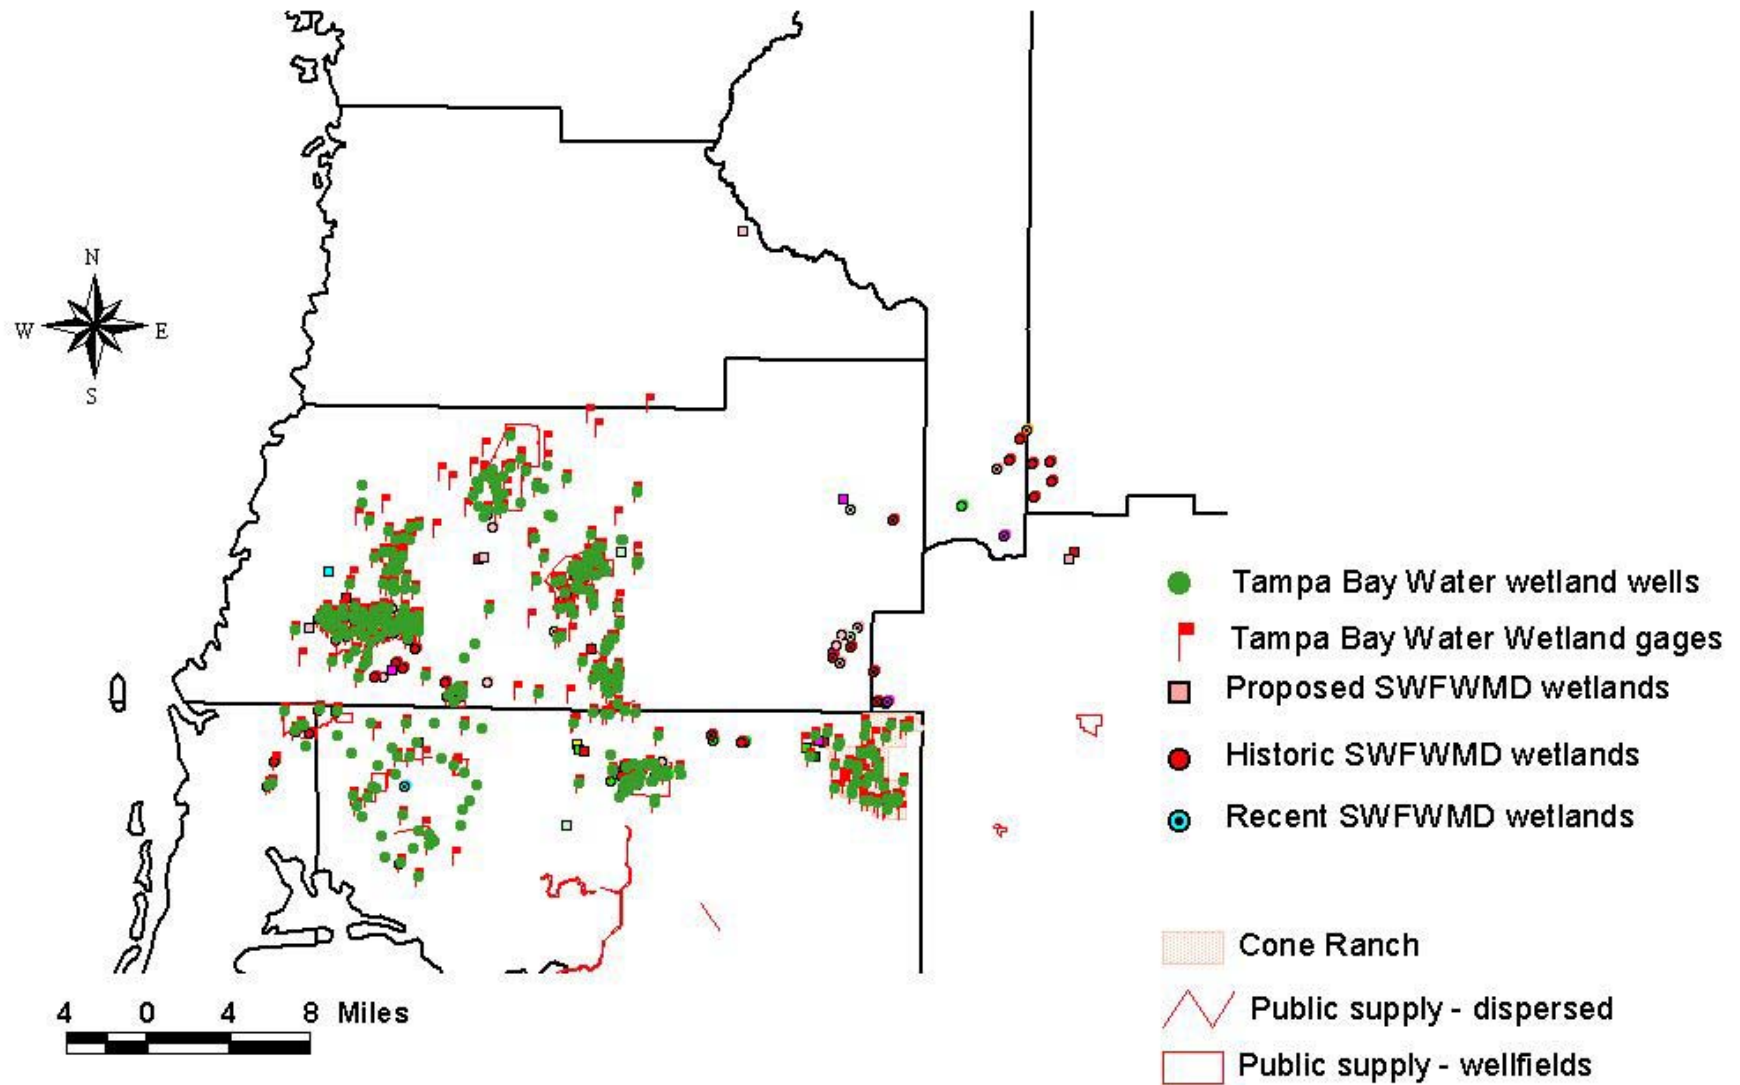 N
W E
S
Tampa Bay Water wetland wells
Tampa Bay Water Wetland gages
Proposed SWFWMD wetlands
Historic SWFWMD wetlands
Recent SWFWMD wetlands
Cone Ranch
Public supply - dispersed
Public supply - wellfields
4 0 4 8 Miles